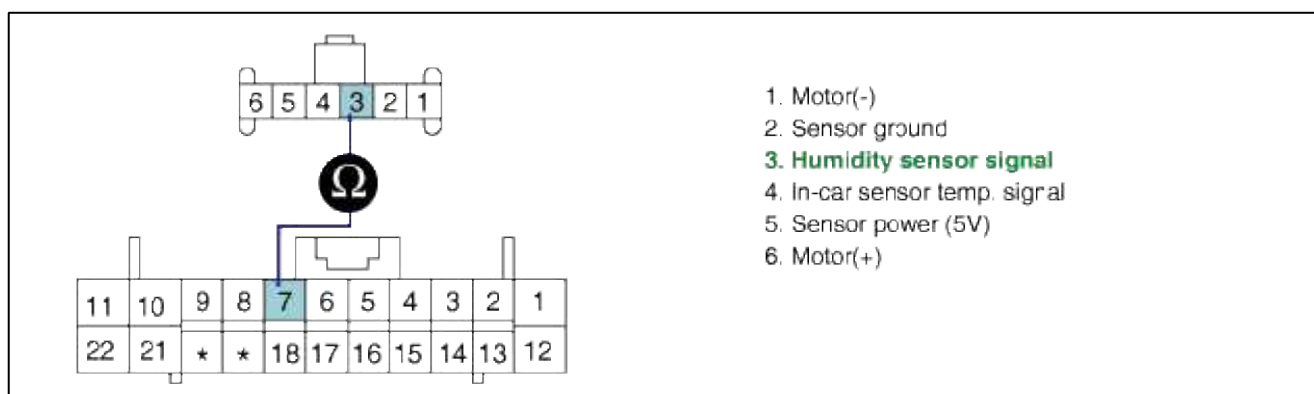 6 5 4 3 2 1
Ω
11 10 9 8 7 6 5 4 3 2 1
22 21 * * 18 17 16 15 14 13 12
1. Motor(-)
2. Sensor ground
3. Humidity sensor signal
4. In-car sensor temp. signal
5. Sensor power (5V)
6. Motor(+)